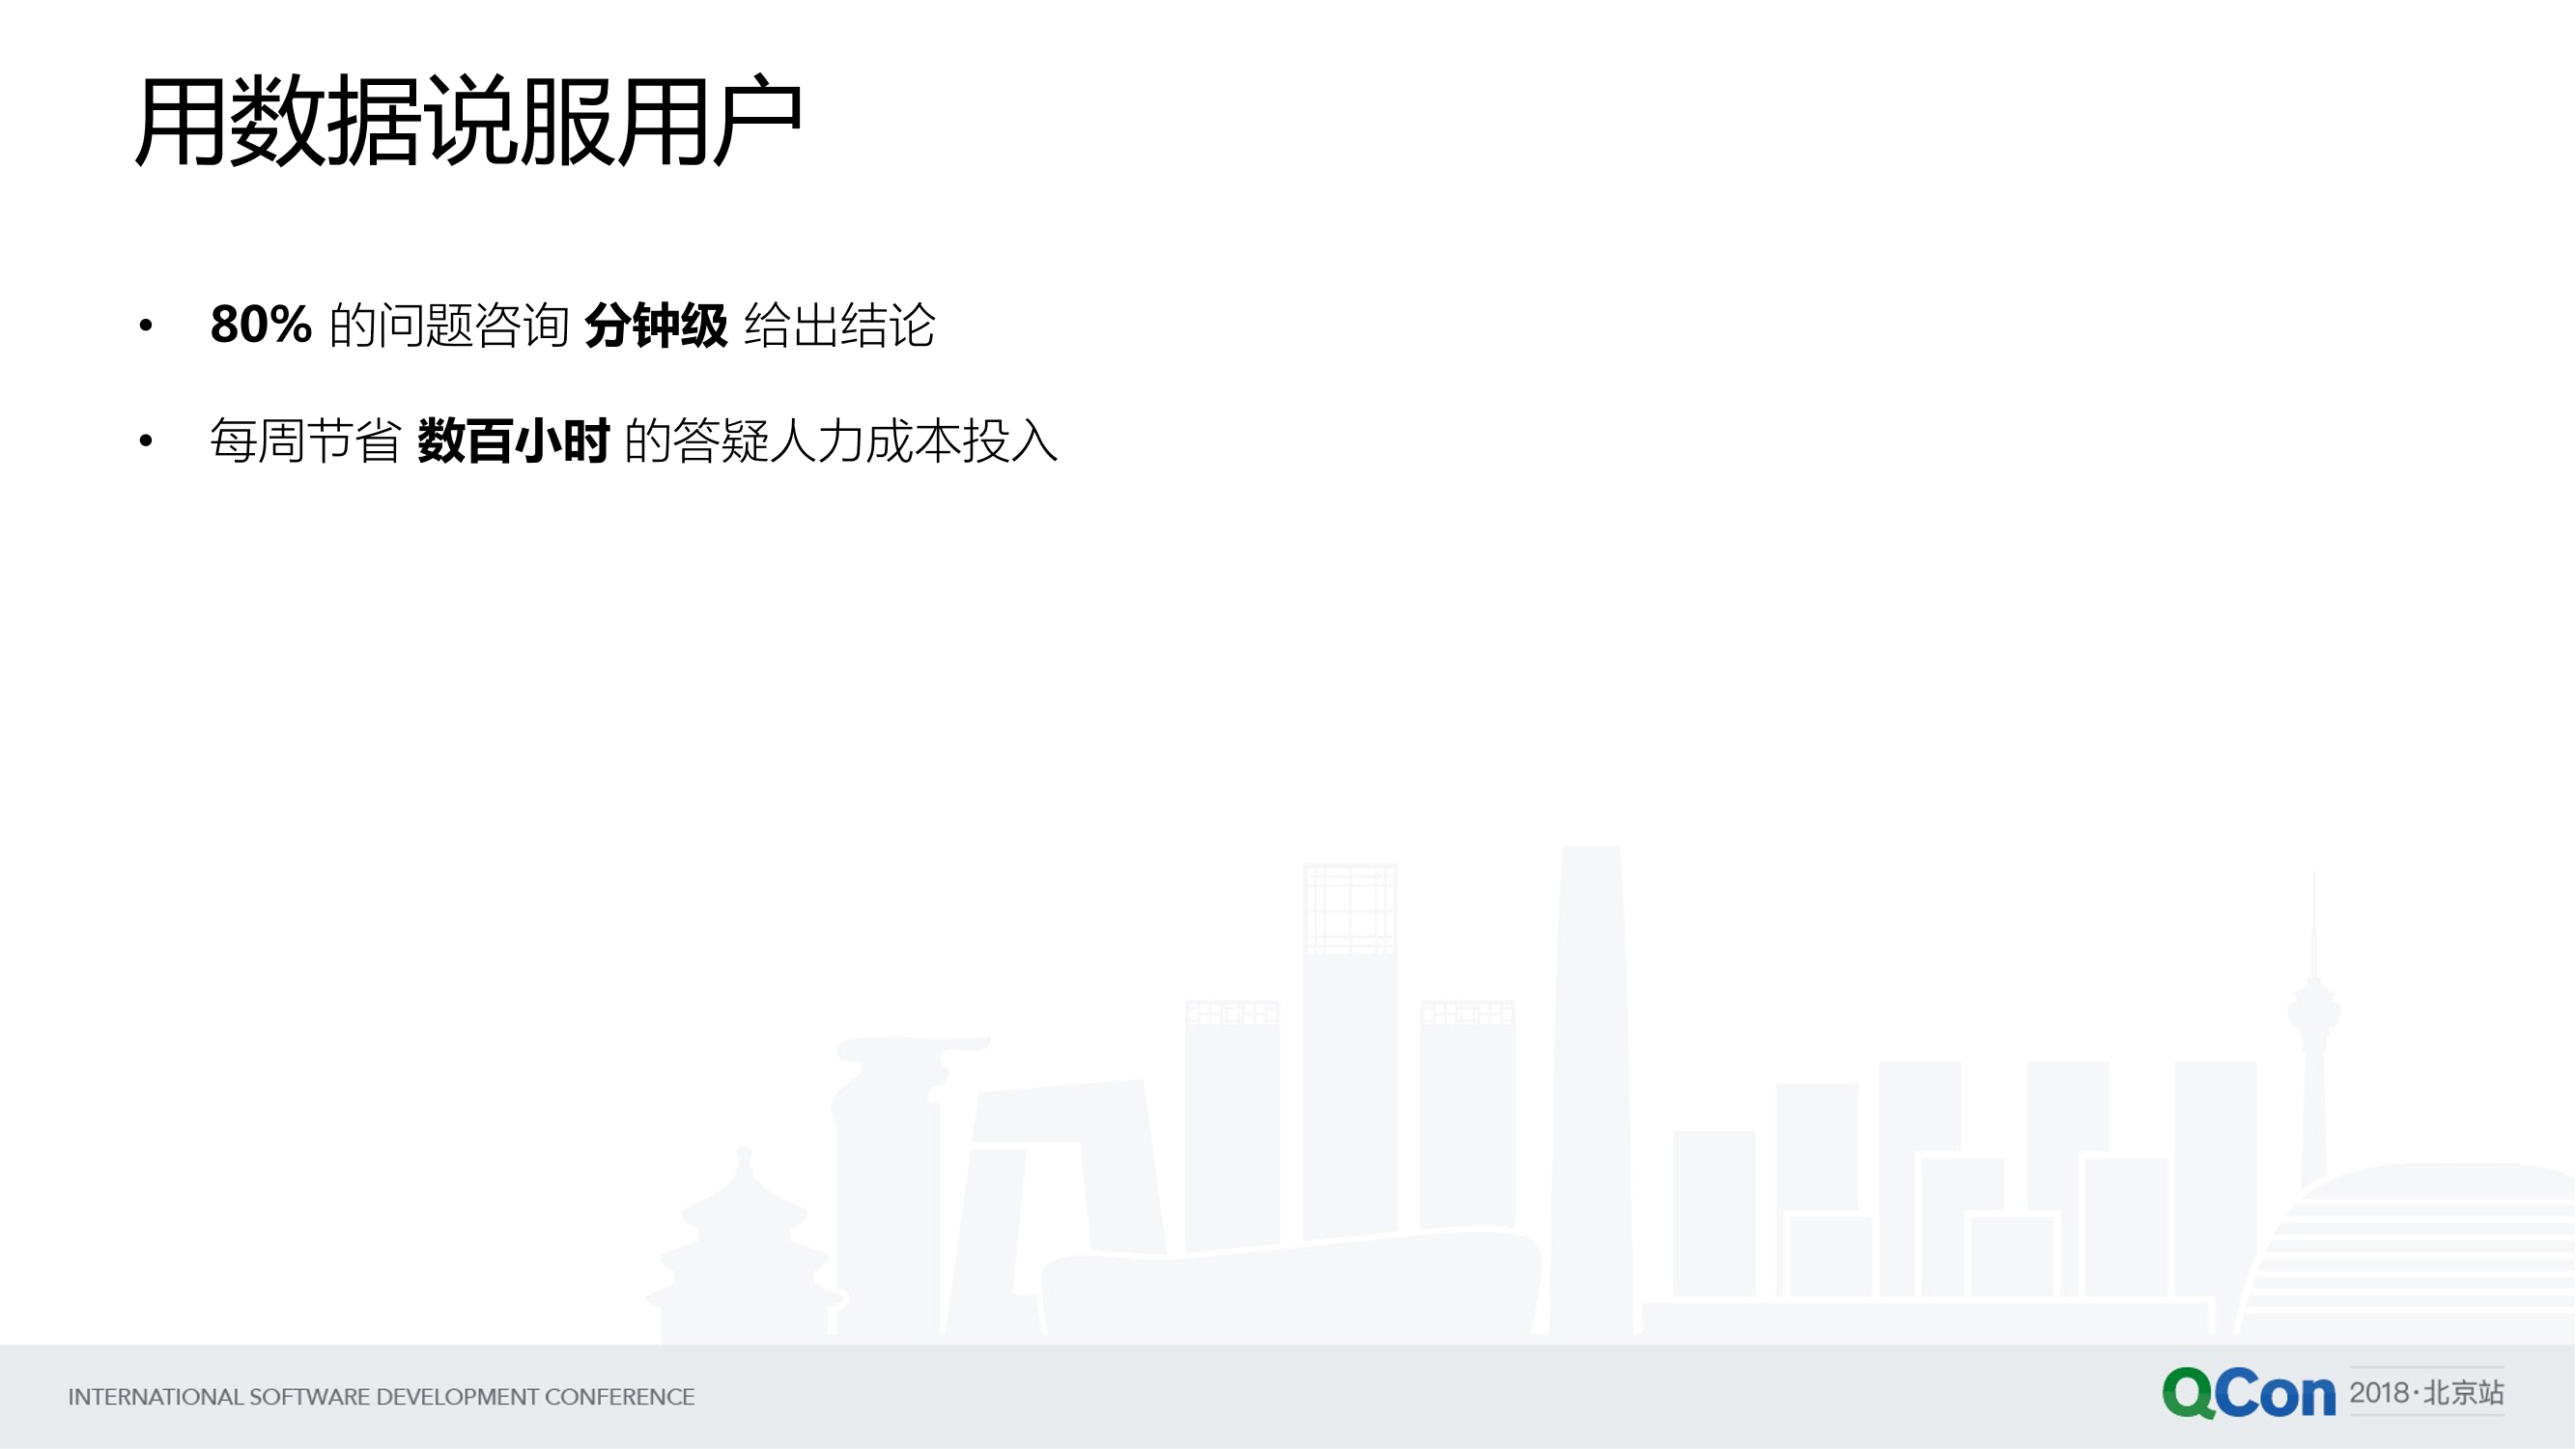 用数据说服用户
• 80% 的问题咨询 分钟级 给出结论
• 每周节省 数百小时 的答疑人力成本投入
INTERNATIONAL SOFTWARE DEVELOPMENT CONFERENCE
QCon 2018·北京站